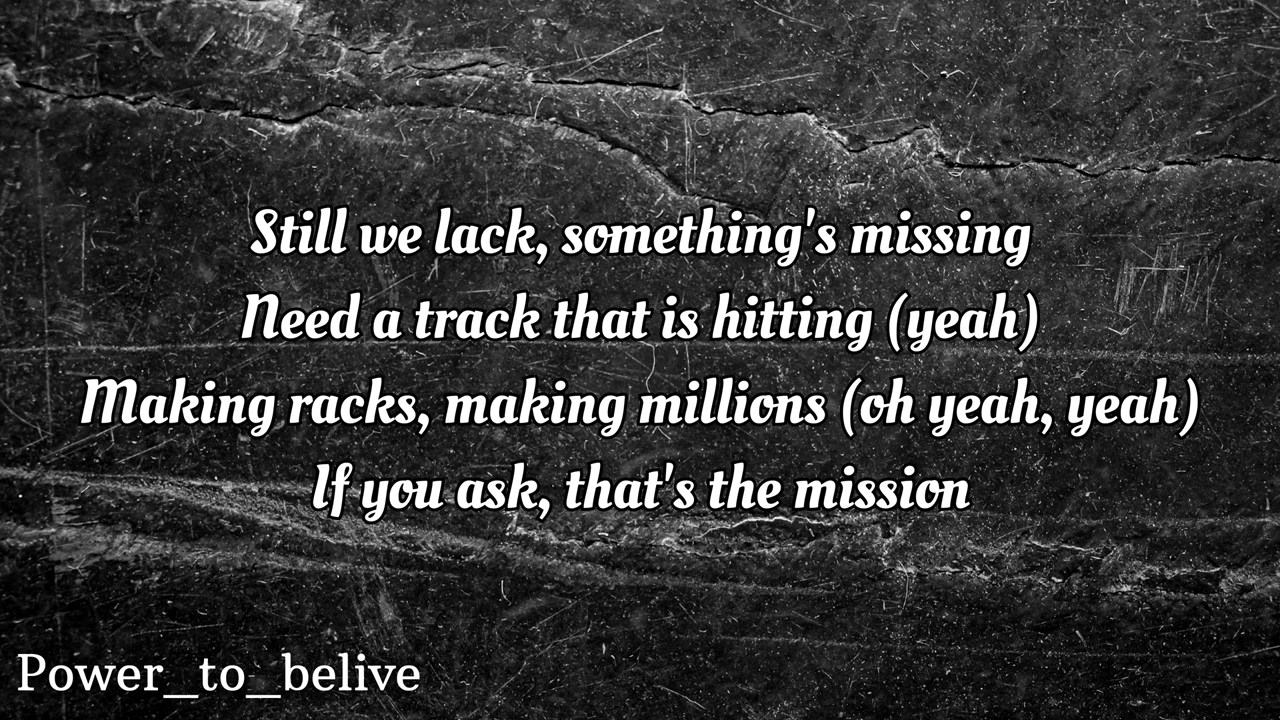 Still we lack, something's missing
Need a track that is hitting (yeah)
Making racks, making millions (oh yeah, yeah)
If you ask, that's the mission
Power_to_belive